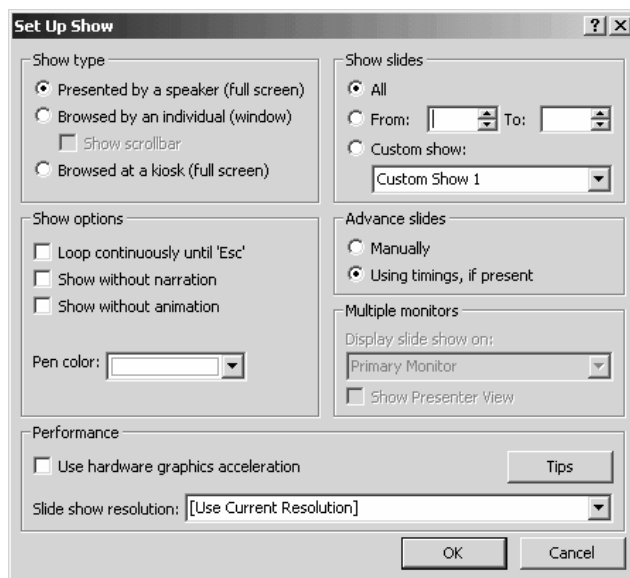 Set Up Show
Show type
Presented by a speaker (full screen)
Browsed by an individual (window)
Show scrollbar
Browsed at a kiosk (full screen)
Show slides
All
From: To:
Custom show:
Custom Show 1
Show options
Loop continuously until 'Esc'
Show without narration
Show without animation
Pen color:
Advance slides
Manually
Using timings, if present
Multiple monitors
Display slide show on:
Primary Monitor
Show Presenter View
Performance
Use hardware graphics acceleration
Tips
Slide show resolution: [Use Current Resolution]
OK Cancel